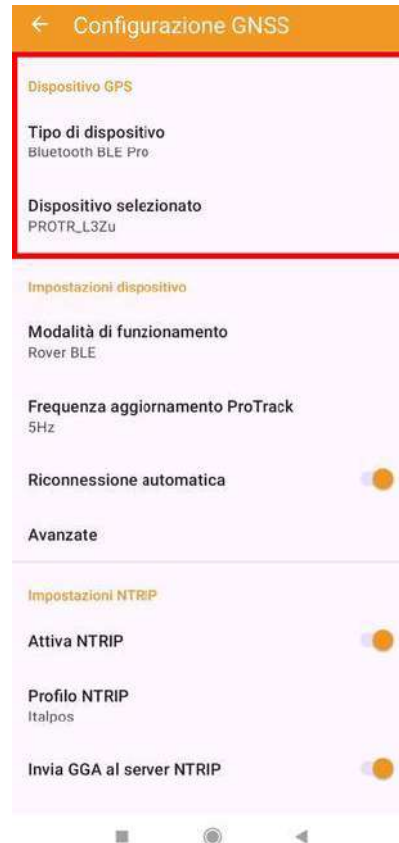 Configurazione GNSS
Dispositivo GPS
Tipo di dispositivo
Bluetooth BLE Pro
Dispositivo selezionato
PROTR_L3Zu
Impostazioni dispositivo
Modalità di funzionamento
Rover BLE
Frequenza aggiornamento ProTrack
5Hz
Riconnessione automatica
Avanzate
Impostazioni NTRIP
Attiva NTRIP
Profilo NTRIP
Italpos
Invia GGA al server NTRIP